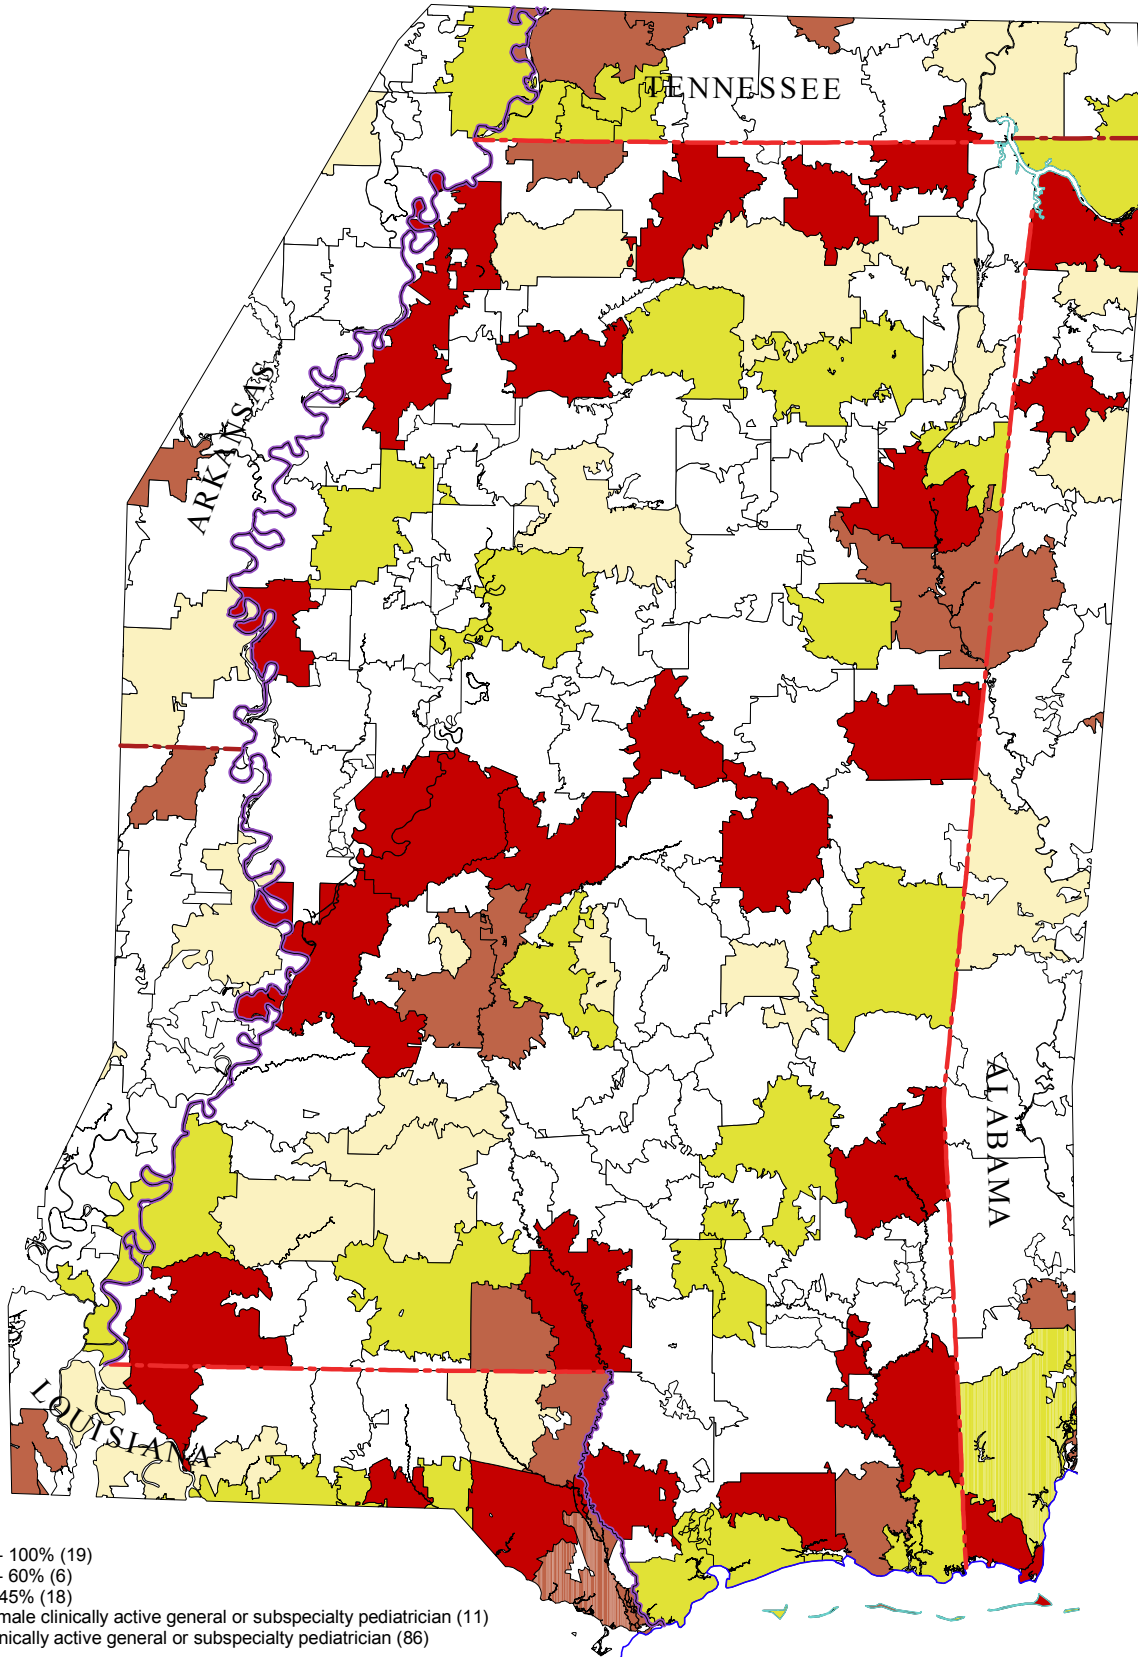 TENNESSEE
ARKANSAS
ALABAMA
LOUISIANA
- 100% (19)
- 60% (6)
45% (18)
male clinically active general or subspecialty pediatrician (11)
nically active general or subspecialty pediatrician (86)